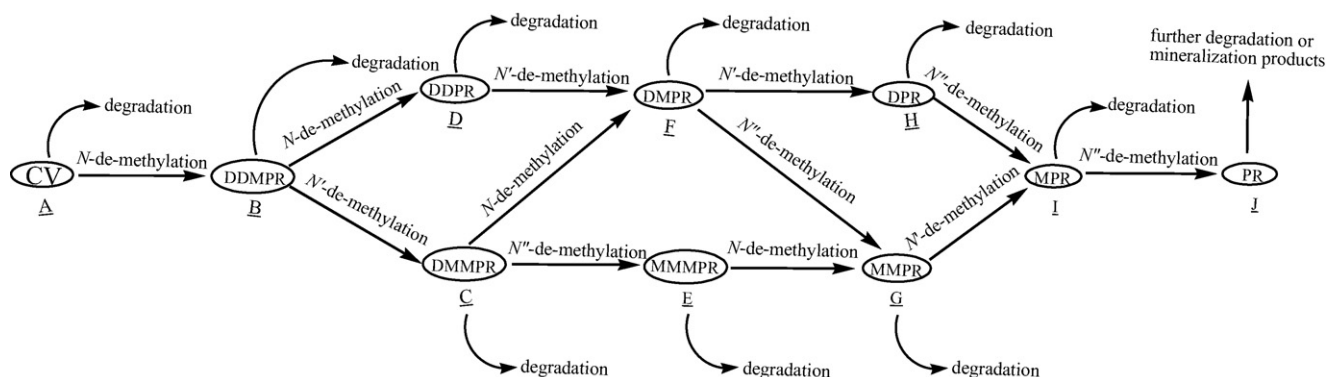 degradation
degradation
degradation
degradation
further degradation or
mineralization products
degradation
N-de-methylation
DDPR
D
N'-de-methylation
DMPR
F
N'-de-methylation
DPR
H
N''-de-methylation
degradation
CV
A
N-de-methylation
DDMPR
B
N-de-methylation
N''-de-methylation
MPR
I
N''-de-methylation
PR
J
N'-de-methylation
DMMPR
C
N''-de-methylation
MMMPR
E
N-de-methylation
MMPR
G
N'-de-methylation
degradation
degradation
degradation